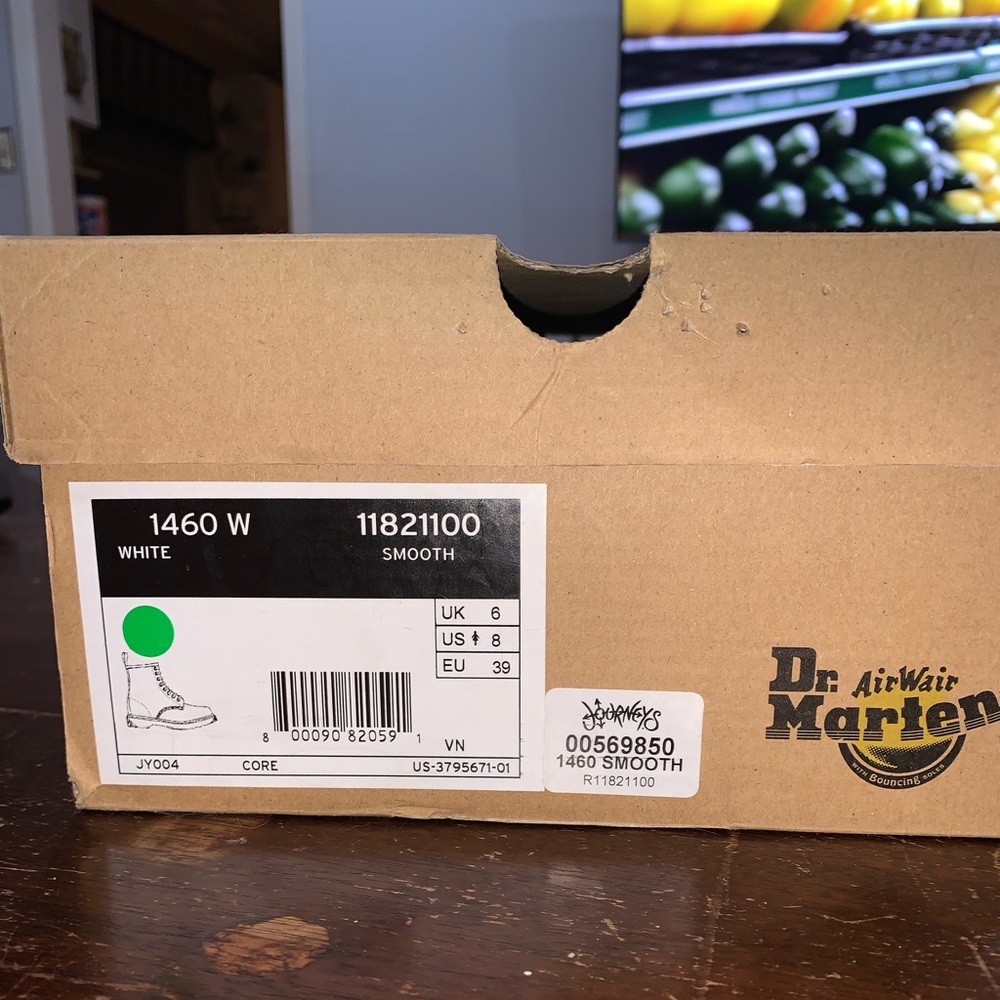 1460 W 11821100
WHITE SMOOTH
UK 6
US 8
EU 39
8 00090 82059 1
VN
JY004 CORE US-3795671-01
JOURNEYS
00569850
1460 SMOOTH
R11821100
Dr. AirWair
Marten
WITH Bouncing SOLES